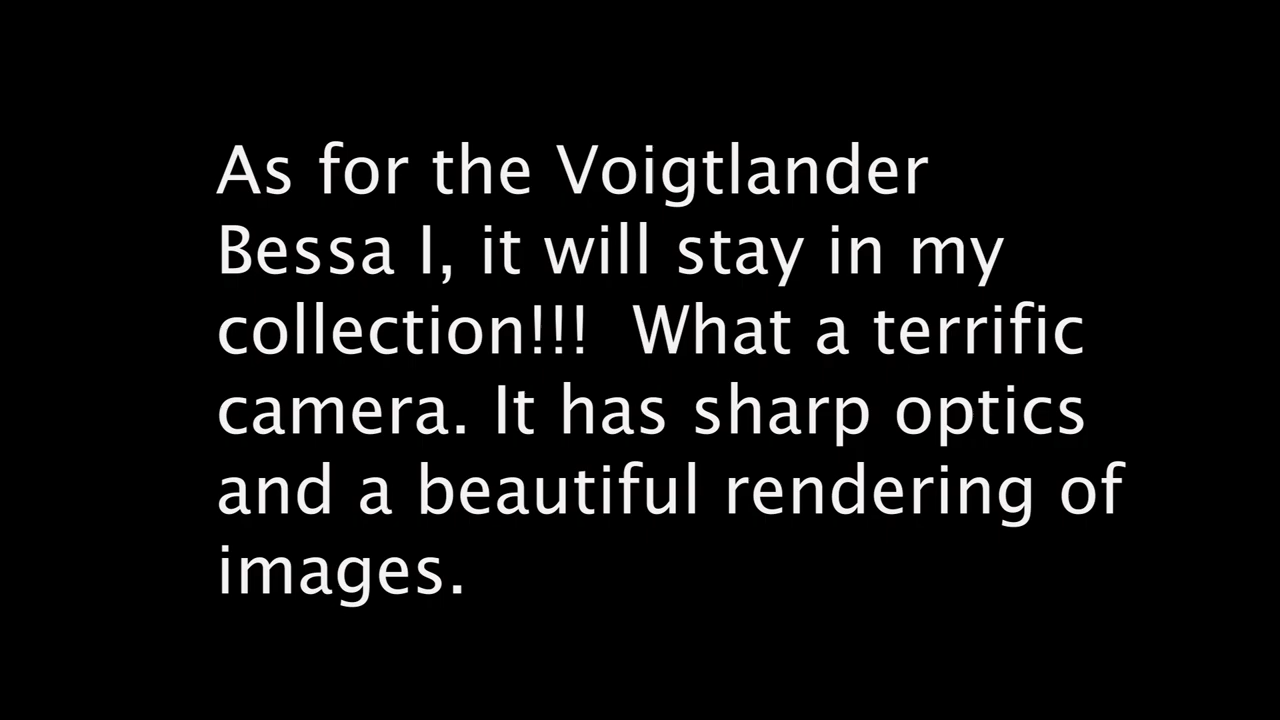 As for the Voigtlander
Bessa I, it will stay in my
collection!!!  What a terrific
camera. It has sharp optics
and a beautiful rendering of
images.